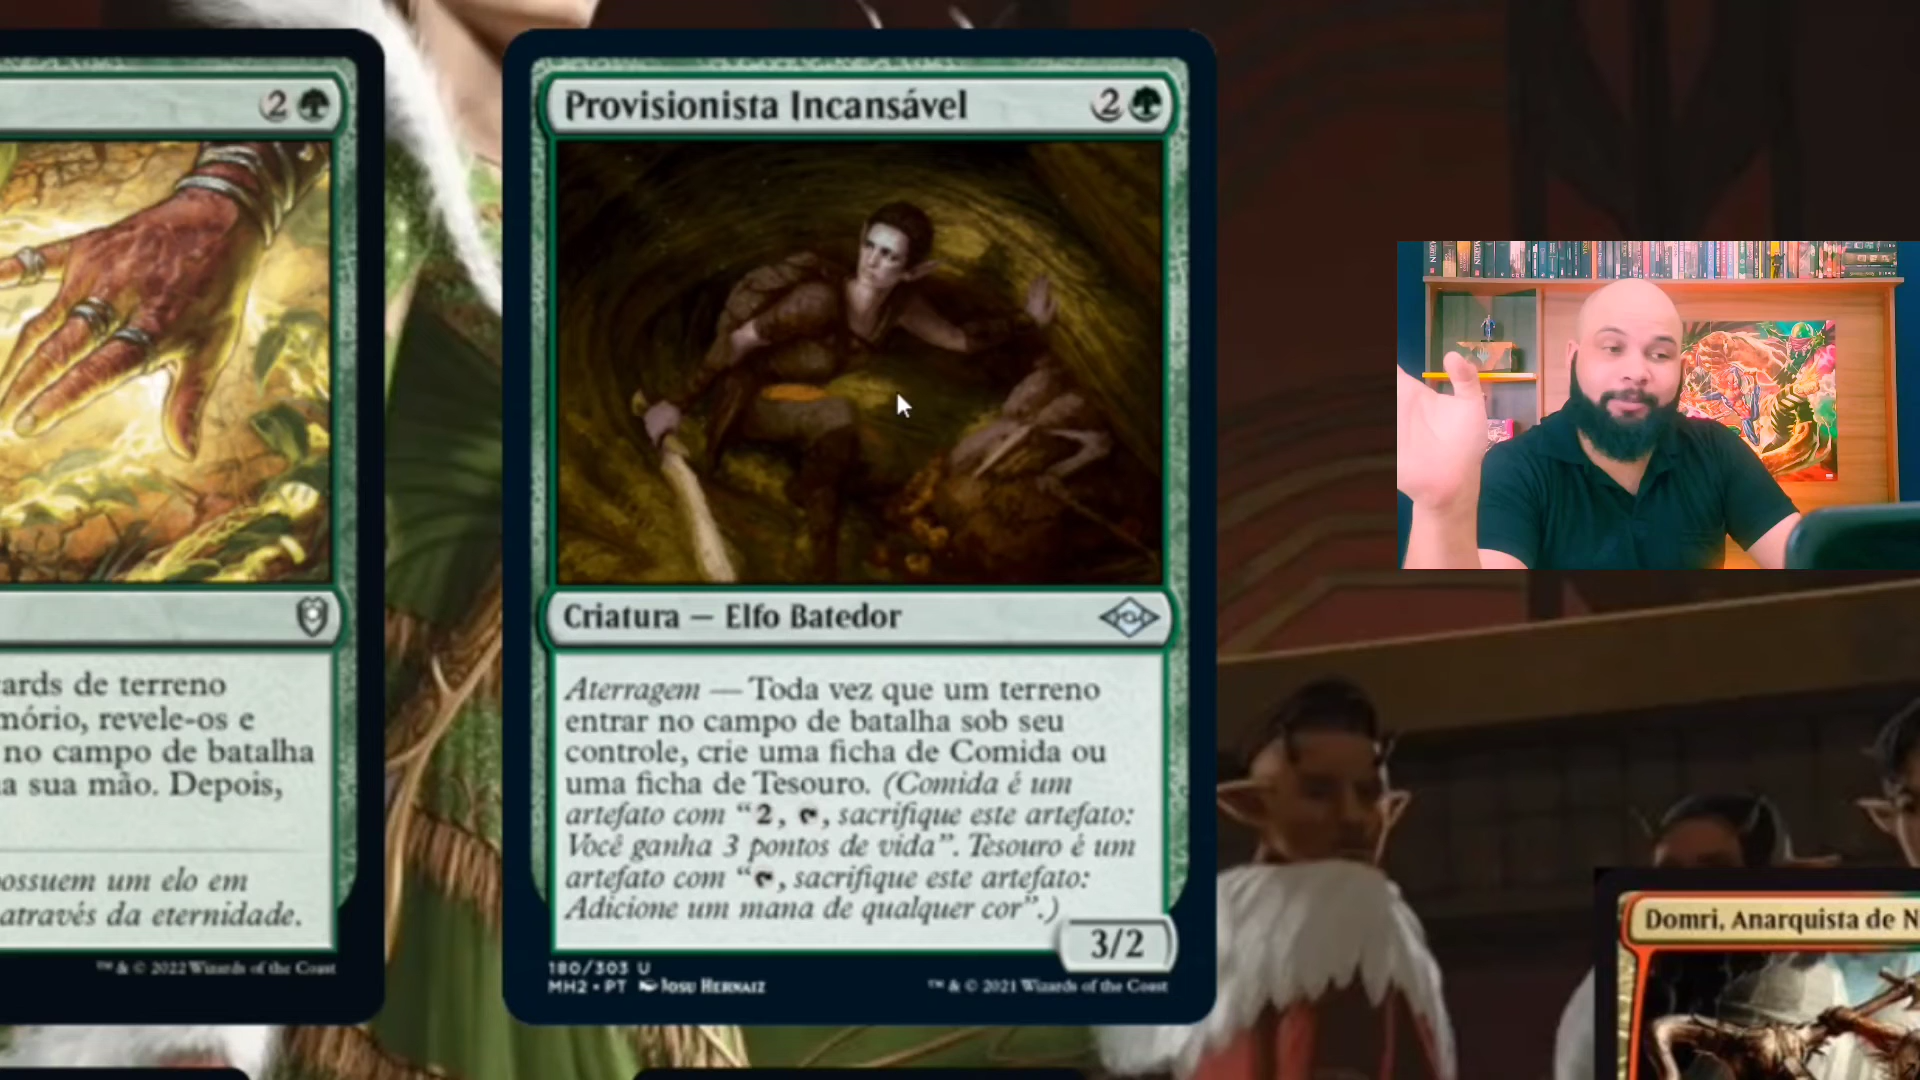 2
ards de terreno
mório, revele-os e
no campo de batalha
a sua mão. Depois,
ossuem um elo em
através da eternidade.
™ & © 2022 Wizards of the Coast
Provisionista Incansável 2
Criatura — Elfo Batedor
Aterragem — Toda vez que um terreno
entrar no campo de batalha sob seu
controle, crie uma ficha de Comida ou
uma ficha de Tesouro. (Comida é um
artefato com “2, , sacrifique este artefato:
Você ganha 3 pontos de vida”. Tesouro é um
artefato com “ , sacrifique este artefato:
Adicione um mana de qualquer cor”.)
3/2
180/303 U
MH2 • PT Josu Hernaiz
™ & © 2021 Wizards of the Coast
MARTIN
Domri, Anarquista de N